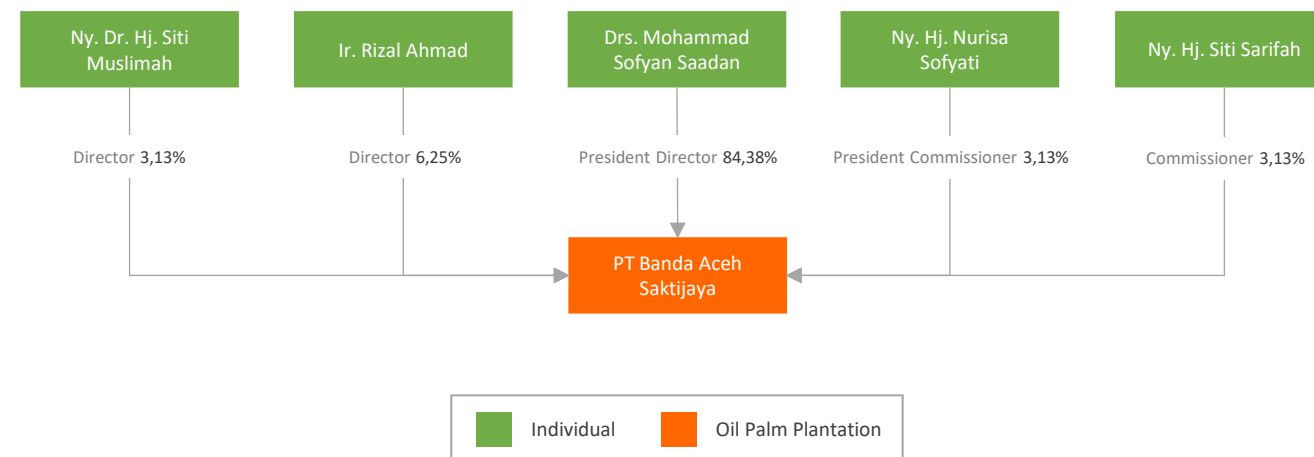 Ny. Dr. Hj. Siti
Muslimah
Ir. Rizal Ahmad
Drs. Mohammad
Sofyan Saadan
Ny. Hj. Nurisa
Sofyati
Ny. Hj. Siti Sarifah
Director 3,13%
Director 6,25%
President Director 84,38%
President Commissioner 3,13%
Commissioner 3,13%
PT Banda Aceh
Saktijaya
Individual
Oil Palm Plantation